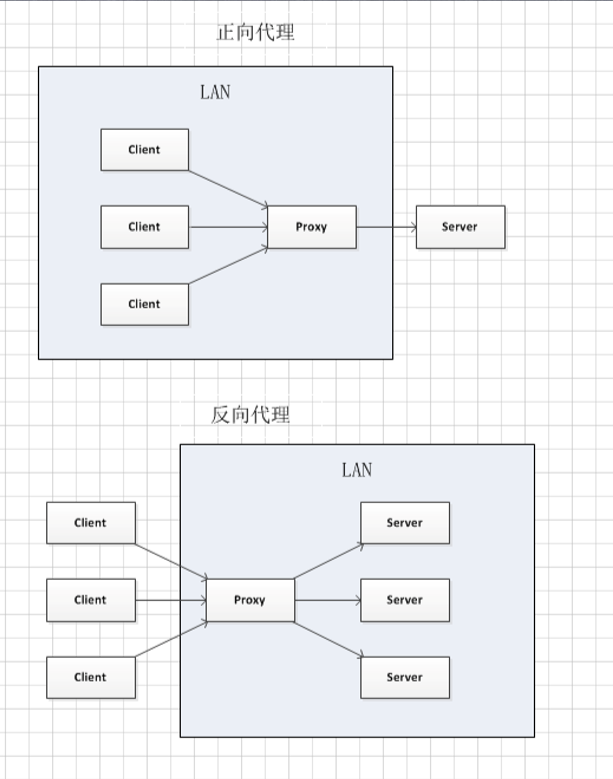 正向代理
LAN
Client
Client
Proxy
Server
Client
反向代理
LAN
Client
Server
Client
Proxy
Server
Client
Server